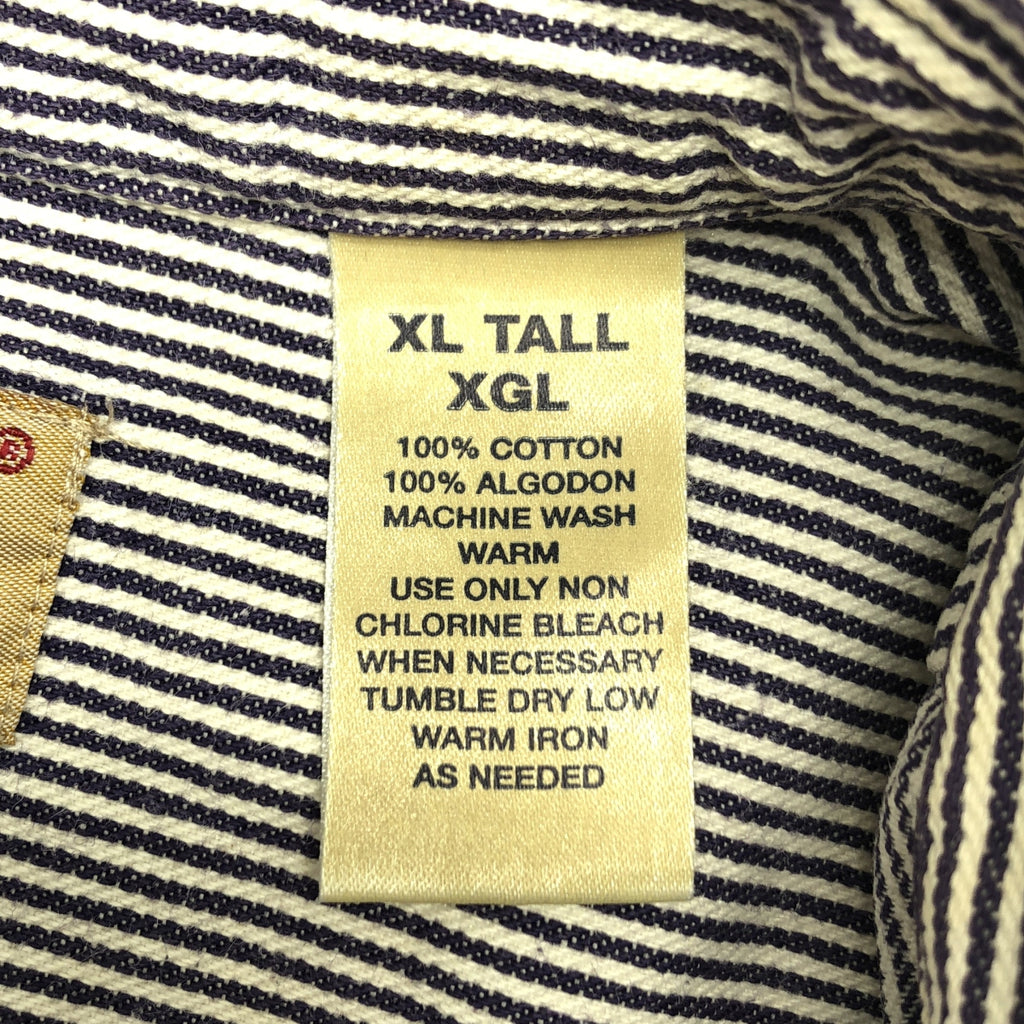 XL TALL
XGL
100% COTTON
100% ALGODON
MACHINE WASH
WARM
USE ONLY NON
CHLORINE BLEACH
WHEN NECESSARY
TUMBLE DRY LOW
WARM IRON
AS NEEDED
®